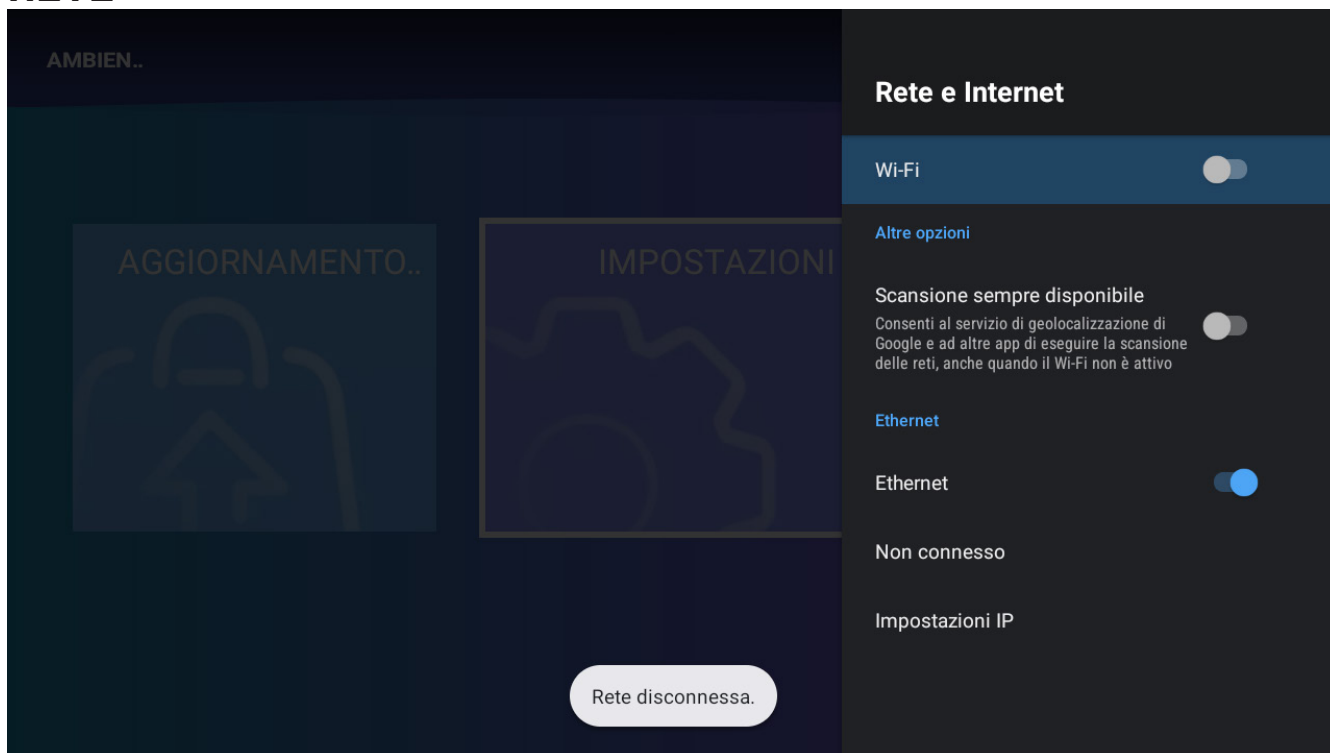 AMBIEN..
AGGIORNAMENTO..
IMPOSTAZIONI
Rete disconnessa.
Rete e Internet
Wi-Fi
Altre opzioni
Scansione sempre disponibile
Consenti al servizio di geolocalizzazione di
Google e ad altre app di eseguire la scansione
delle reti, anche quando il Wi-Fi non è attivo
Ethernet
Ethernet
Non connesso
Impostazioni IP